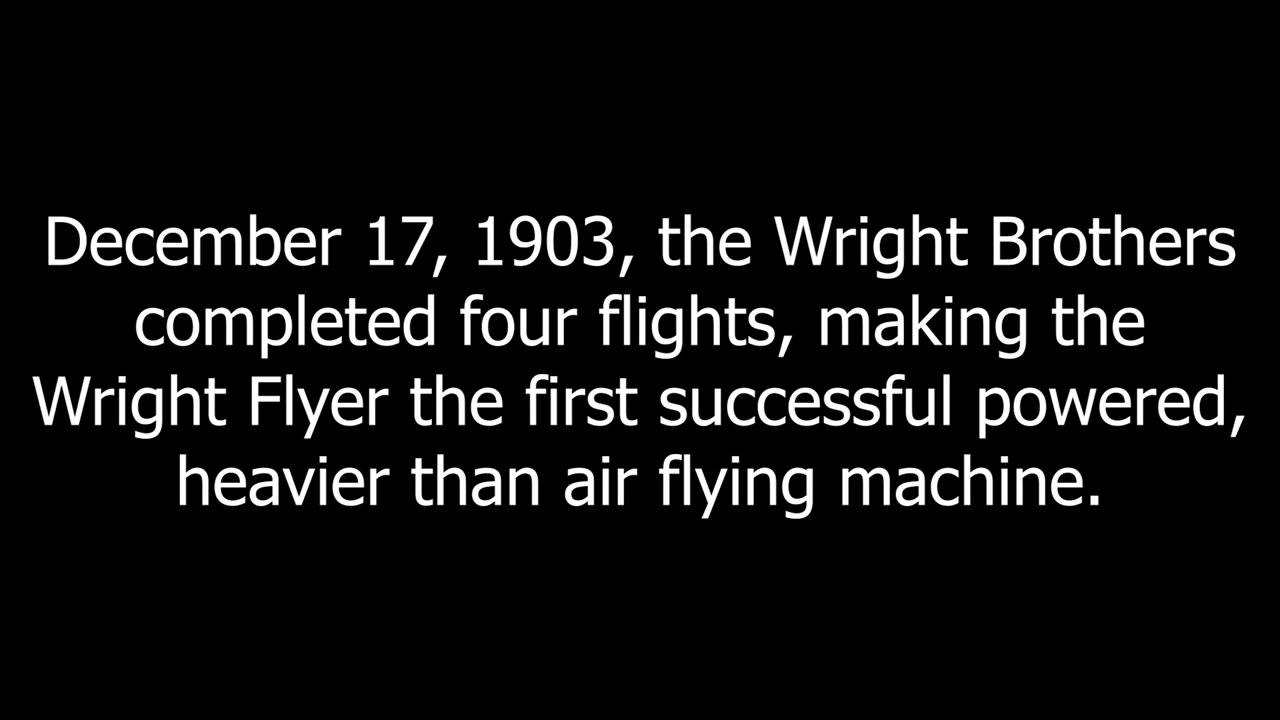 December 17, 1903, the Wright Brothers
completed four flights, making the
Wright Flyer the first successful powered,
heavier than air flying machine.